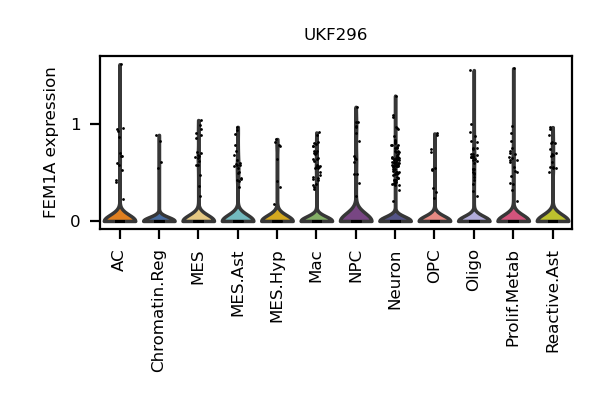 UKF296
FEM1A expression
1
0
AC
Chromatin.Reg
MES
MES.Ast
MES.Hyp
Mac
NPC
Neuron
OPC
Oligo
Prolif.Metab
Reactive.Ast